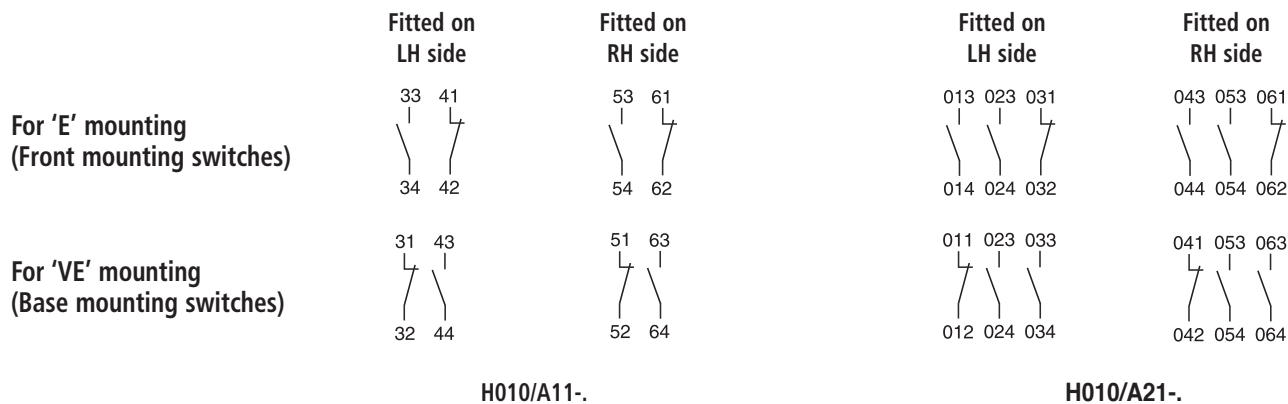 Fitted on
LH side
Fitted on
RH side
Fitted on
LH side
Fitted on
RH side
For ‘E’ mounting
(Front mounting switches)
33 41
34 42
53 61
54 62
013 023 031
014 024 032
043 053 061
044 054 062
For ‘VE’ mounting
(Base mounting switches)
31 43
32 44
51 63
52 64
011 023 033
012 024 034
041 053 063
042 054 064
H010/A11-.
H010/A21-.